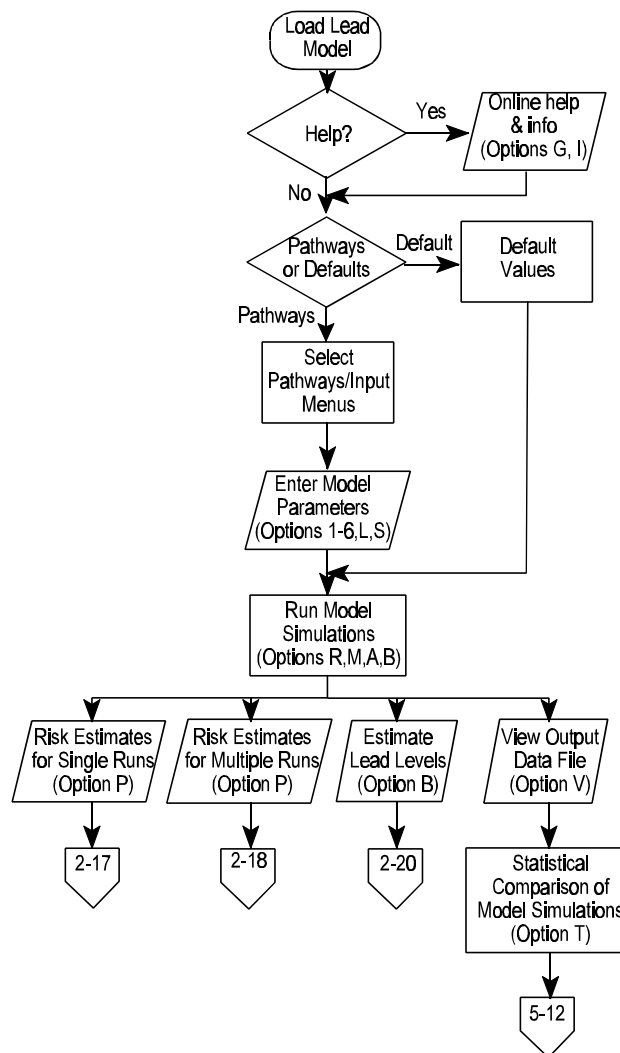 Load Lead
Model
Help?
Yes
Online help
& info
(Options G, I)
No
Pathways
or Defaults
Default
Default
Values
Pathways
Select
Pathways/Input
Menus
Enter Model
Parameters
(Options 1-6,L,S)
Run Model
Simulations
(Options R,M,A,B)
Risk Estimates
for Single Runs
(Option P)
Risk Estimates
for Multiple Runs
(Option P)
Estimate
Lead Levels
(Option B)
View Output
Data File
(Option V)
2-17
2-18
2-20
Statistical
Comparison of
Model Simulations
(Option T)
5-12